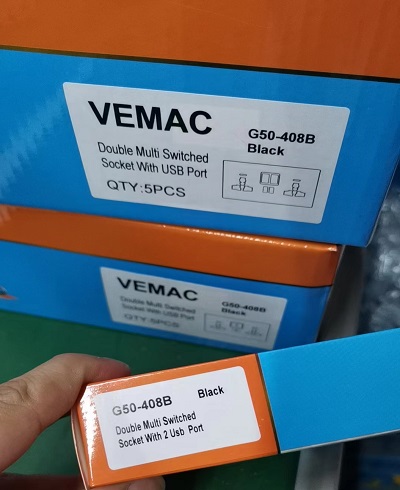 VEMAC
G50-408B
Black
Double Multi Switched
Socket With USB Port
QTY:5PCS
VEMAC
G50-408B
Black
Double Multi Switched
Socket With USB Port
QTY:5PCS
G50-408B Black
Double Multi Switched
Socket With 2 Usb Port